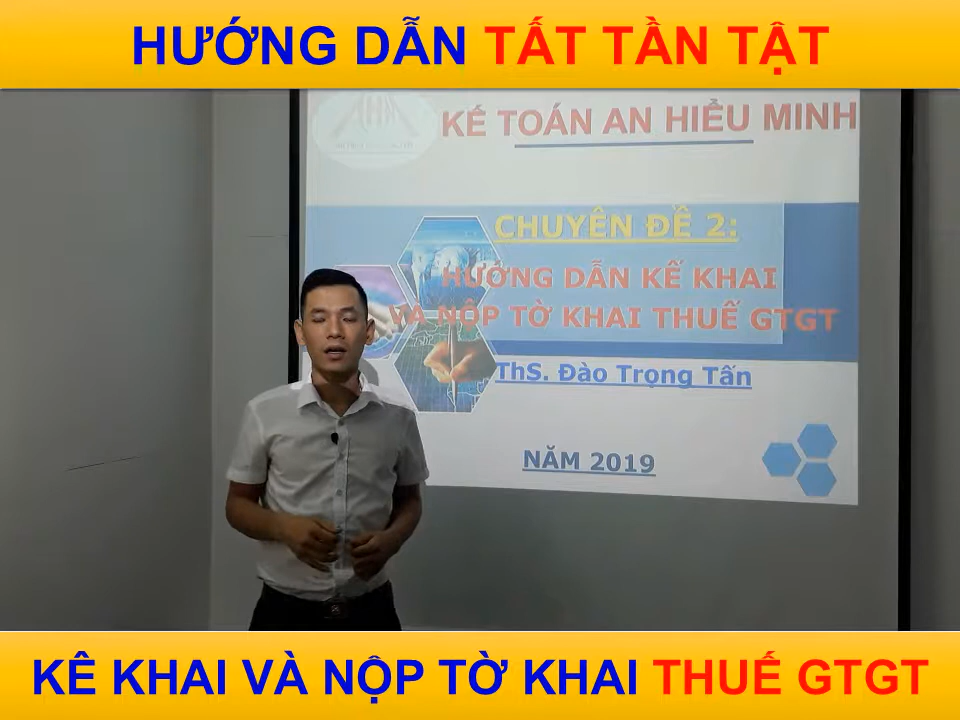 HƯỚNG DẪN TẤT TẦN TẬT
KẾ TOÁN AN HIỂU MINH
CHUYÊN ĐỀ 2:
HƯỚNG DẪN KÊ KHAI
VÀ NỘP TỜ KHAI THUẾ GTGT
ThS. Đào Trọng Tấn
NĂM 2019
KÊ KHAI VÀ NỘP TỜ KHAI THUẾ GTGT